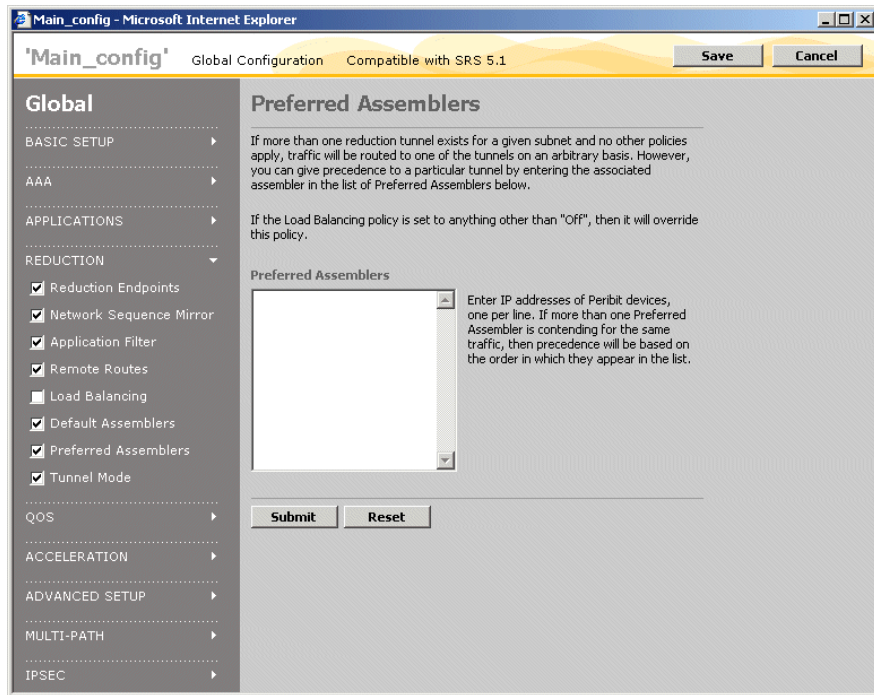 Main_config - Microsoft Internet Explorer
'Main_config' Global Configuration Compatible with SRS 5.1 Save Cancel
Global
BASIC SETUP
AAA
APPLICATIONS
REDUCTION
Reduction Endpoints
Network Sequence Mirror
Application Filter
Remote Routes
Load Balancing
Default Assemblers
Preferred Assemblers
Tunnel Mode
QOS
ACCELERATION
ADVANCED SETUP
MULTI-PATH
IPSEC
Preferred Assemblers
If more than one reduction tunnel exists for a given subnet and no other policies
apply, traffic will be routed to one of the tunnels on an arbitrary basis. However,
you can give precedence to a particular tunnel by entering the associated
assembler in the list of Preferred Assemblers below.
If the Load Balancing policy is set to anything other than "Off", then it will override
this policy.
Preferred Assemblers
Enter IP addresses of Peribit devices,
one per line. If more than one Preferred
Assembler is contending for the same
traffic, then precedence will be based on
the order in which they appear in the list.
Submit Reset